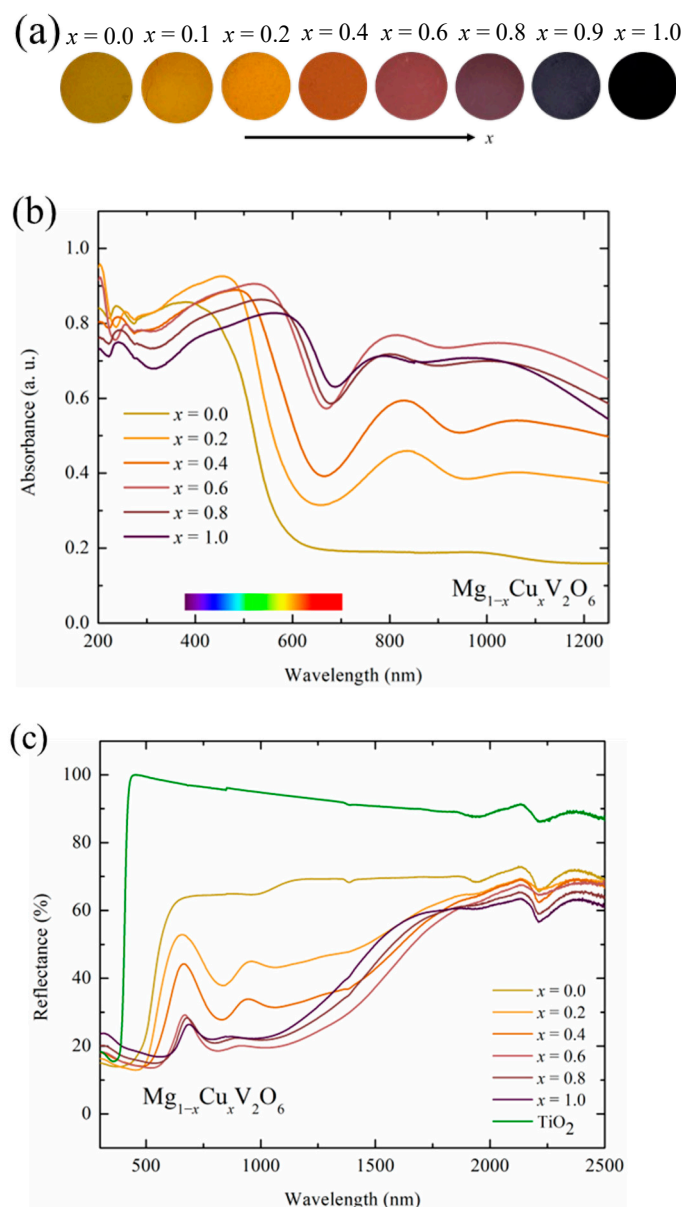 (a)
x = 0.0 x = 0.1 x = 0.2 x = 0.4 x = 0.6 x = 0.8 x = 0.9 x = 1.0
x
(b)
1.0
0.8
0.6
0.4
0.2
0.0
Absorbance (a. u.)
x = 0.0
x = 0.2
x = 0.4
x = 0.6
x = 0.8
x = 1.0
Mg₁₋ₓCuₓV₂O₆
200 400 600 800 1000 1200
Wavelength (nm)
(c)
100
80
60
40
20
0
Reflectance (%)
x = 0.0
x = 0.2
x = 0.4
x = 0.6
x = 0.8
x = 1.0
TiO₂
Mg₁₋ₓCuₓV₂O₆
500 1000 1500 2000 2500
Wavelength (nm)